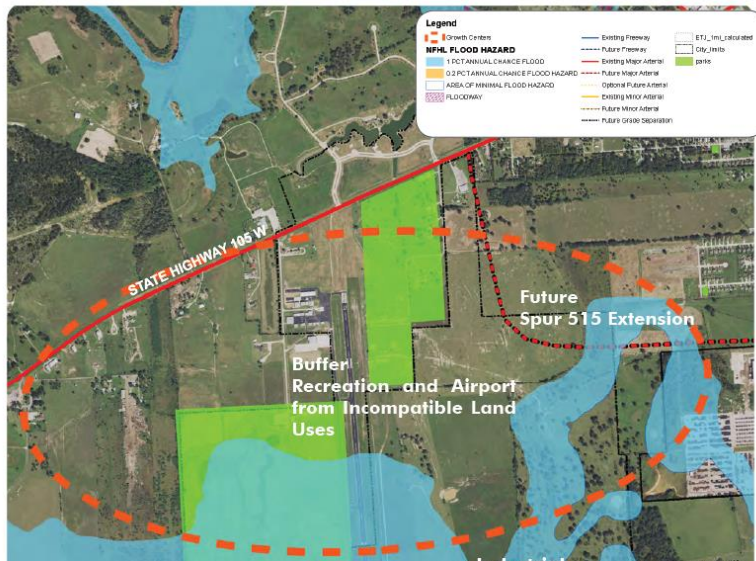 Legend
Growth Centers
NFHL FLOOD HAZARD
1 PCT ANNUAL CHANCE FLOOD
0.2 PCT ANNUAL CHANCE FLOOD HAZARD
AREA OF MINIMAL FLOOD HAZARD
FLOODWAY
Existing Freeway
Future Freeway
Existing Major Arterial
Future Major Arterial
Optional Future Arterial
Existing Minor Arterial
Future Minor Arterial
Future Grade Separation
ETJ_1mi_calculated
City_limits
parks
STATE HIGHWAY 105 W
Future
Spur 515 Extension
Buffer
Recreation and Airport
from Incompatible Land
Uses